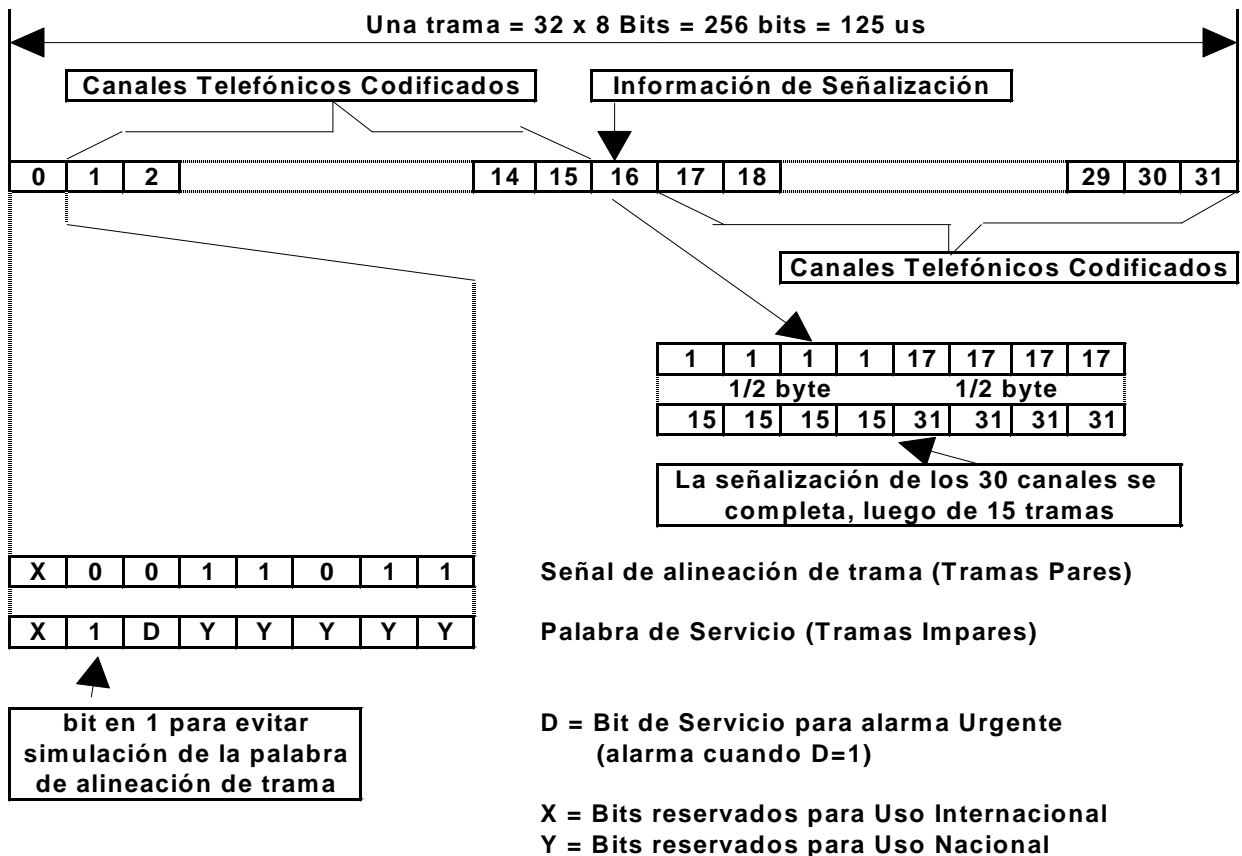 Una trama = 32 x 8 Bits = 256 bits = 125 us
Canales Telefónicos Codificados
Información de Señalización
0 1 2 14 15 16 17 18 29 30 31
Canales Telefónicos Codificados
1 1 1 1 17 17 17 17
1/2 byte 1/2 byte
15 15 15 15 31 31 31 31
La señalización de los 30 canales se
completa, luego de 15 tramas
X 0 0 1 1 0 1 1
Señal de alineación de trama (Tramas Pares)
X 1 D Y Y Y Y Y
Palabra de Servicio (Tramas Impares)
bit en 1 para evitar
simulación de la palabra
de alineación de trama
D = Bit de Servicio para alarma Urgente
(alarma cuando D=1)
X = Bits reservados para Uso Internacional
Y = Bits reservados para Uso Nacional